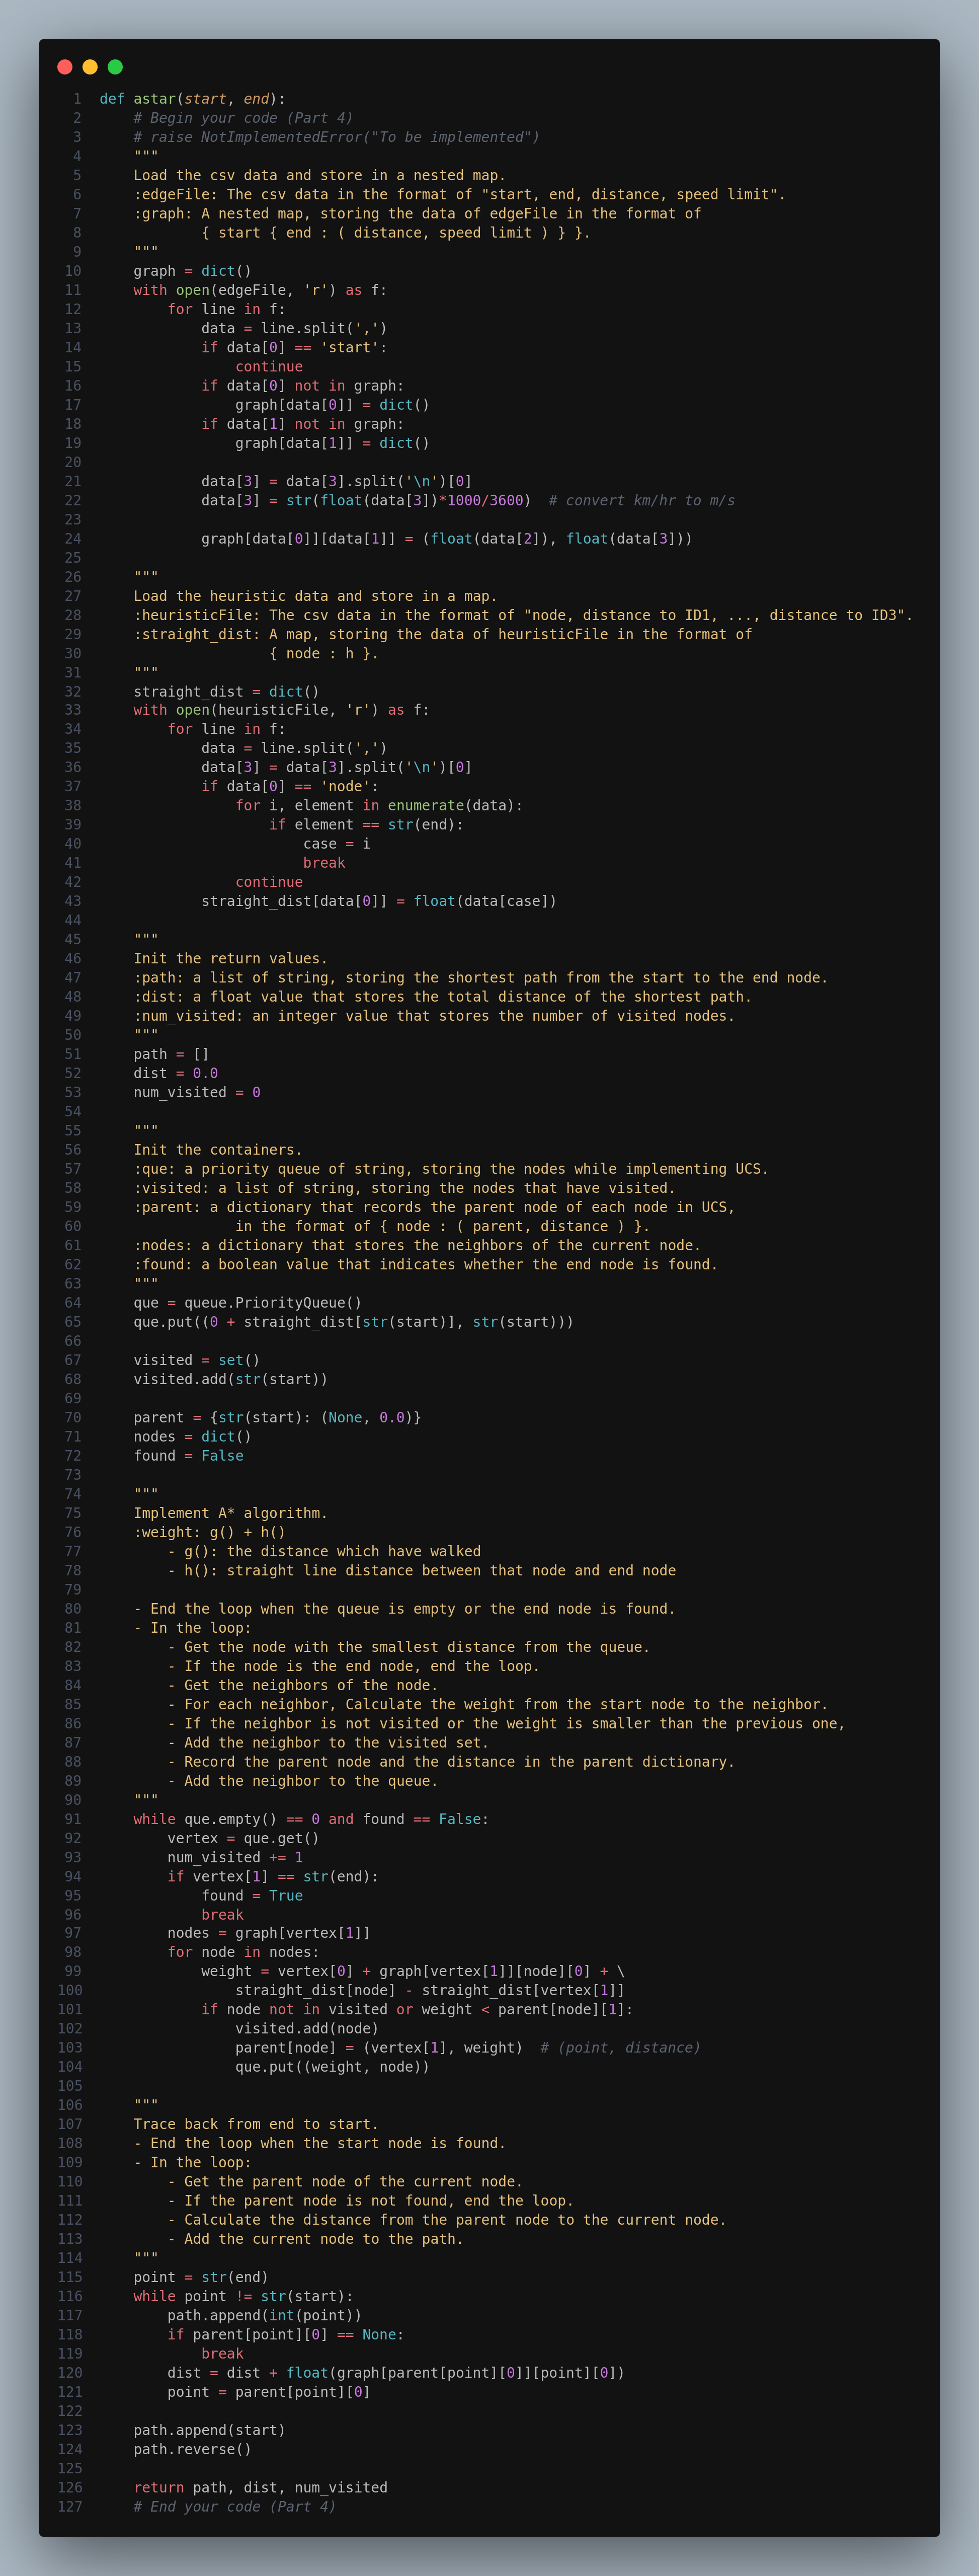 1 def astar(start, end):
2     # Begin your code (Part 4)
3     # raise NotImplementedError("To be implemented")
4     """
5     Load the csv data and store in a nested map.
6     :edgeFile: The csv data in the format of "start, end, distance, speed limit".
7     :graph: A nested map, storing the data of edgeFile in the format of
8             { start { end : ( distance, speed limit ) } }.
9     """
10     graph = dict()
11     with open(edgeFile, 'r') as f:
12         for line in f:
13             data = line.split(',')
14             if data[0] == 'start':
15                 continue
16             if data[0] not in graph:
17                 graph[data[0]] = dict()
18             if data[1] not in graph:
19                 graph[data[1]] = dict()
20
21             data[3] = data[3].split('\n')[0]
22             data[3] = str(float(data[3])*1000/3600)  # convert km/hr to m/s
23
24             graph[data[0]][data[1]] = (float(data[2]), float(data[3]))
25
26     """
27     Load the heuristic data and store in a map.
28     :heuristicFile: The csv data in the format of "node, distance to ID1, ..., distance to ID3".
29     :straight_dist: A map, storing the data of heuristicFile in the format of
30                     { node : h }.
31     """
32     straight_dist = dict()
33     with open(heuristicFile, 'r') as f:
34         for line in f:
35             data = line.split(',')
36             data[3] = data[3].split('\n')[0]
37             if data[0] == 'node':
38                 for i, element in enumerate(data):
39                     if element == str(end):
40                         case = i
41                         break
42                 continue
43             straight_dist[data[0]] = float(data[case])
44
45     """
46     Init the return values.
47     :path: a list of string, storing the shortest path from the start to the end node.
48     :dist: a float value that stores the total distance of the shortest path.
49     :num_visited: an integer value that stores the number of visited nodes.
50     """
51     path = []
52     dist = 0.0
53     num_visited = 0
54
55     """
56     Init the containers.
57     :que: a priority queue of string, storing the nodes while implementing UCS.
58     :visited: a list of string, storing the nodes that have visited.
59     :parent: a dictionary that records the parent node of each node in UCS,
60                 in the format of { node : ( parent, distance ) }.
61     :nodes: a dictionary that stores the neighbors of the current node.
62     :found: a boolean value that indicates whether the end node is found.
63     """
64     que = queue.PriorityQueue()
65     que.put((0 + straight_dist[str(start)], str(start)))
66
67     visited = set()
68     visited.add(str(start))
69
70     parent = {str(start): (None, 0.0)}
71     nodes = dict()
72     found = False
73
74     """
75     Implement A* algorithm.
76     :weight: g() + h()
77         - g(): the distance which have walked
78         - h(): straight line distance between that node and end node
79
80     - End the loop when the queue is empty or the end node is found.
81     - In the loop:
82         - Get the node with the smallest distance from the queue.
83         - If the node is the end node, end the loop.
84         - Get the neighbors of the node.
85         - For each neighbor, Calculate the weight from the start node to the neighbor.
86         - If the neighbor is not visited or the weight is smaller than the previous one,
87         - Add the neighbor to the visited set.
88         - Record the parent node and the distance in the parent dictionary.
89         - Add the neighbor to the queue.
90     """
91     while que.empty() == 0 and found == False:
92         vertex = que.get()
93         num_visited += 1
94         if vertex[1] == str(end):
95             found = True
96             break
97         nodes = graph[vertex[1]]
98         for node in nodes:
99             weight = vertex[0] + graph[vertex[1]][node][0] + \
100                 straight_dist[node] - straight_dist[vertex[1]]
101             if node not in visited or weight < parent[node][1]:
102                 visited.add(node)
103                 parent[node] = (vertex[1], weight)  # (point, distance)
104                 que.put((weight, node))
105
106     """
107     Trace back from end to start.
108     - End the loop when the start node is found.
109     - In the loop:
110         - Get the parent node of the current node.
111         - If the parent node is not found, end the loop.
112         - Calculate the distance from the parent node to the current node.
113         - Add the current node to the path.
114     """
115     point = str(end)
116     while point != str(start):
117         path.append(int(point))
118         if parent[point][0] == None:
119             break
120         dist = dist + float(graph[parent[point][0]][point][0])
121         point = parent[point][0]
122
123     path.append(start)
124     path.reverse()
125
126     return path, dist, num_visited
127     # End your code (Part 4)